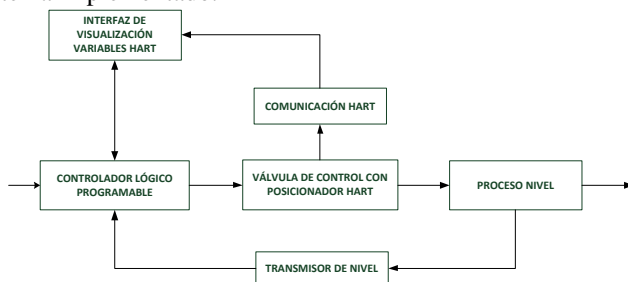 INTERFAZ DE
VISUALIZACIÓN
VARIABLES HART
COMUNICACIÓN HART
CONTROLADOR LÓGICO
PROGRAMABLE
VÁLVULA DE CONTROL CON
POSICIONADOR HART
PROCESO NIVEL
TRANSMISOR DE NIVEL